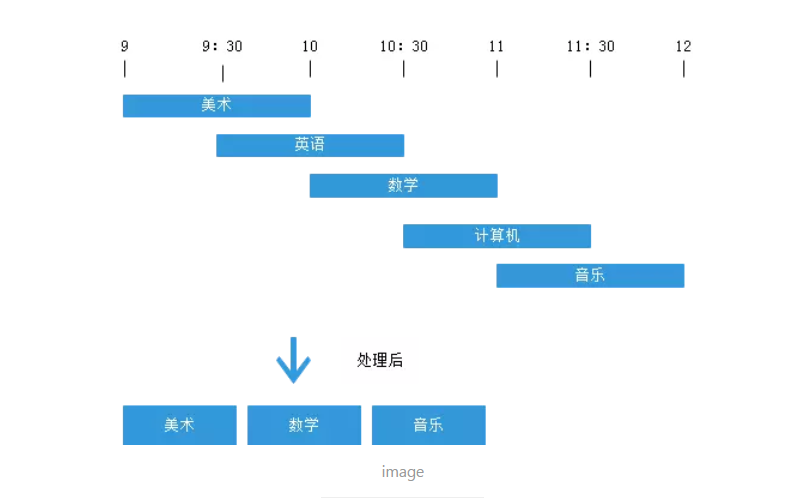 9 9：30 10 10：30 11 11：30 12
美术
英语
数学
计算机
音乐
处理后
美术 数学 音乐
image